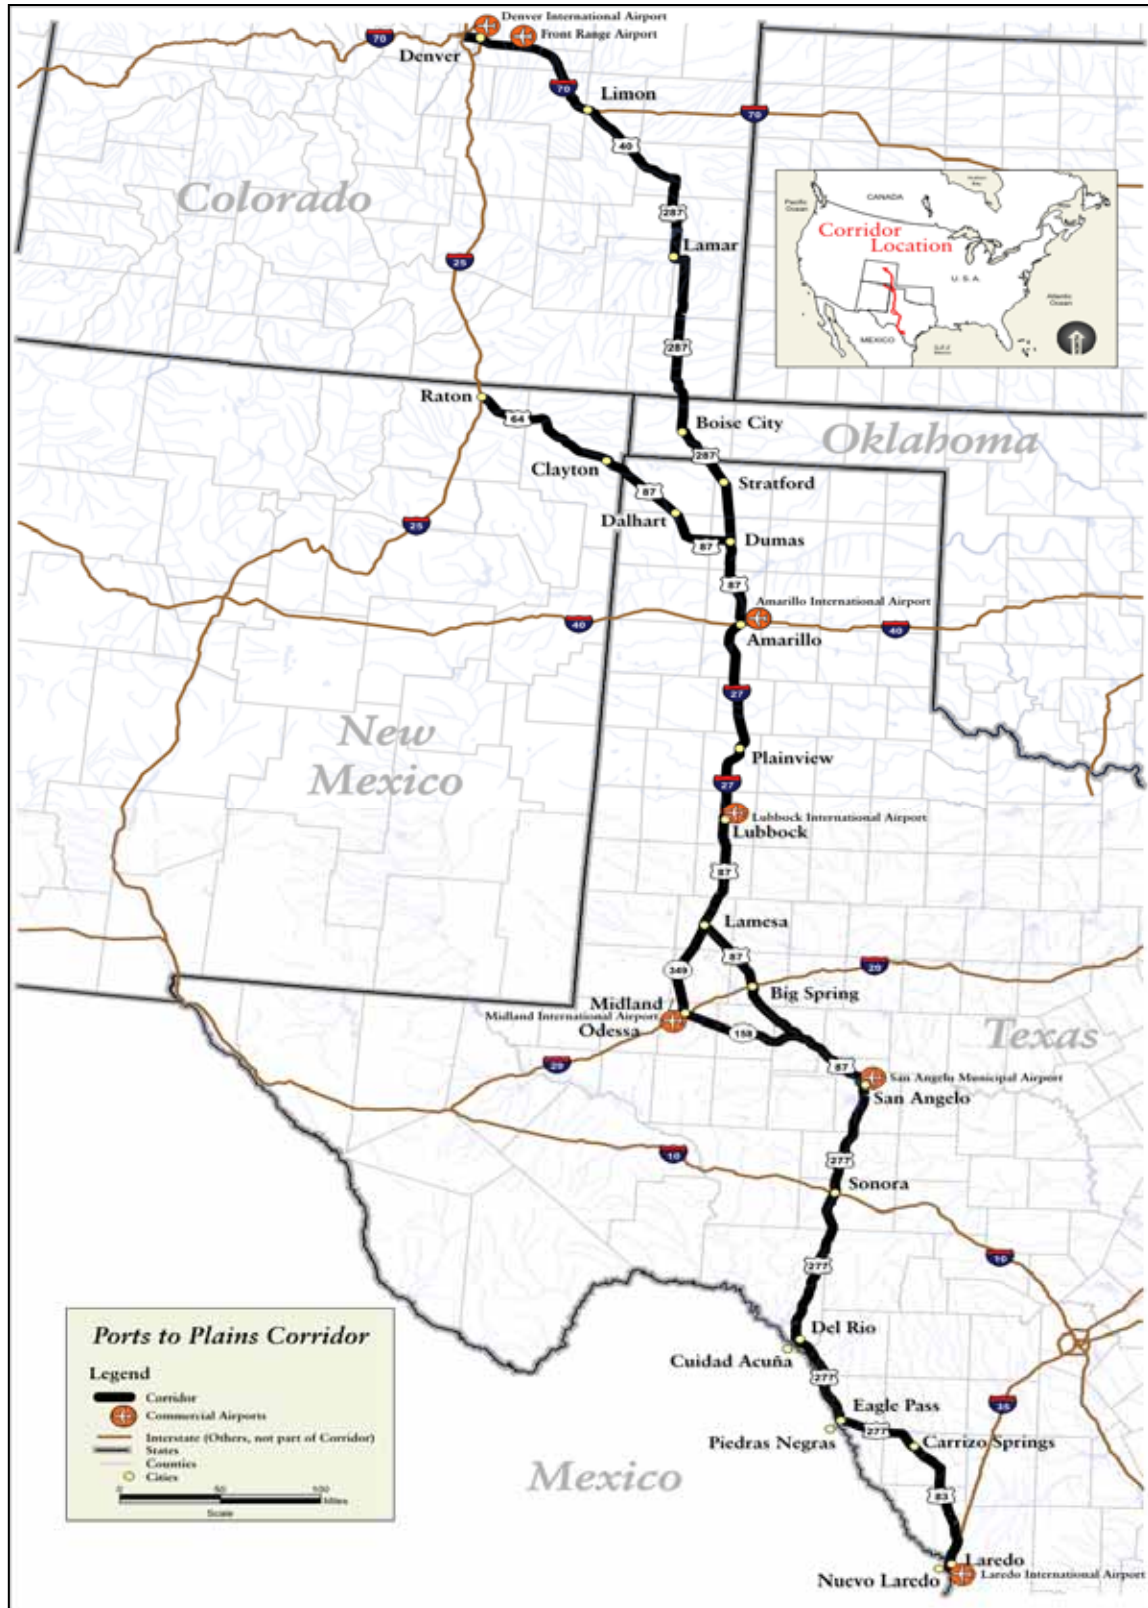 Denver International Airport
Front Range Airport
70
Denver
70
Limon
70
40
Colorado
287
Lamar
25
287
CANADA
Pacific
Ocean
Corridor
Location
U. S. A.
Atlantic
Ocean
MEXICO
Raton
64
Boise City
Oklahoma
287
Clayton
Stratford
87
Dalhart
25
87
Dumas
87
Amarillo International Airport
40
40
Amarillo
27
New
Mexico
Plainview
27
Lubbock International Airport
Lubbock
87
Lamesa
349
87
20
Big Spring
Midland
Midland International Airport
Odessa
158
Texas
20
87
San Angelo Municipal Airport
San Angelo
10
277
Sonora
10
277
Del Rio
Cuidad Acuña
277
Eagle Pass
Piedras Negras
277
Carrizo Springs
35
Mexico
83
Laredo
Nuevo Laredo
Laredo International Airport
Ports to Plains Corridor
Legend
Corridor
Commercial Airports
Interstate (Others, not part of Corridor)
States
Counties
Cities
0 50 100
Miles
Scale